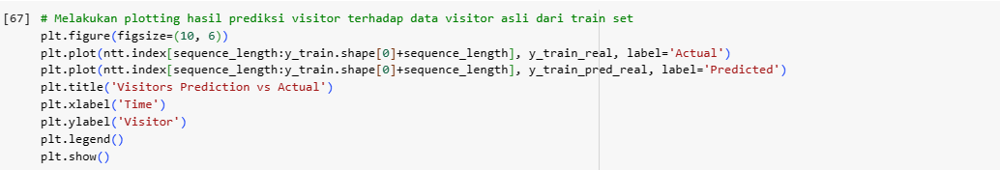 [67] # Melakukan plotting hasil prediksi visitor terhadap data visitor asli dari train set
plt.figure(figsize=(10, 6))
plt.plot(ntt.index[sequence_length:y_train.shape[0]+sequence_length], y_train_real, label='Actual')
plt.plot(ntt.index[sequence_length:y_train.shape[0]+sequence_length], y_train_pred_real, label='Predicted')
plt.title('Visitors Prediction vs Actual')
plt.xlabel('Time')
plt.ylabel('Visitor')
plt.legend()
plt.show()